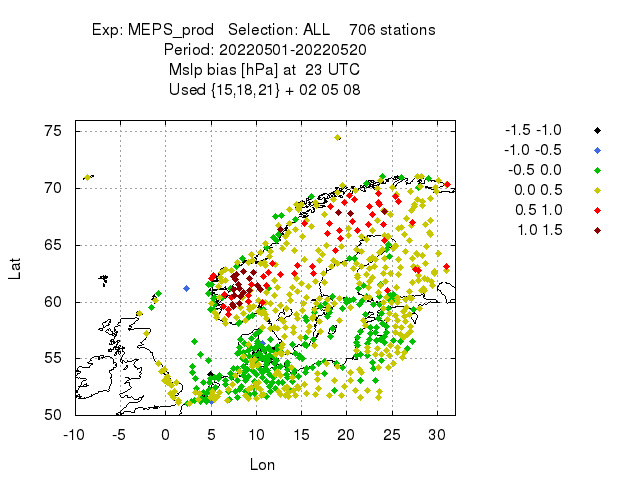 Exp: MEPS_prod   Selection: ALL    706 stations
Period: 20220501-20220520
Mslp bias [hPa] at  23 UTC
Used {15,18,21} + 02 05 08
-1.5 -1.0
-1.0 -0.5
-0.5 0.0
0.0 0.5
0.5 1.0
1.0 1.5
Lat
75
70
65
60
55
50
-10 -5 0 5 10 15 20 25 30
Lon